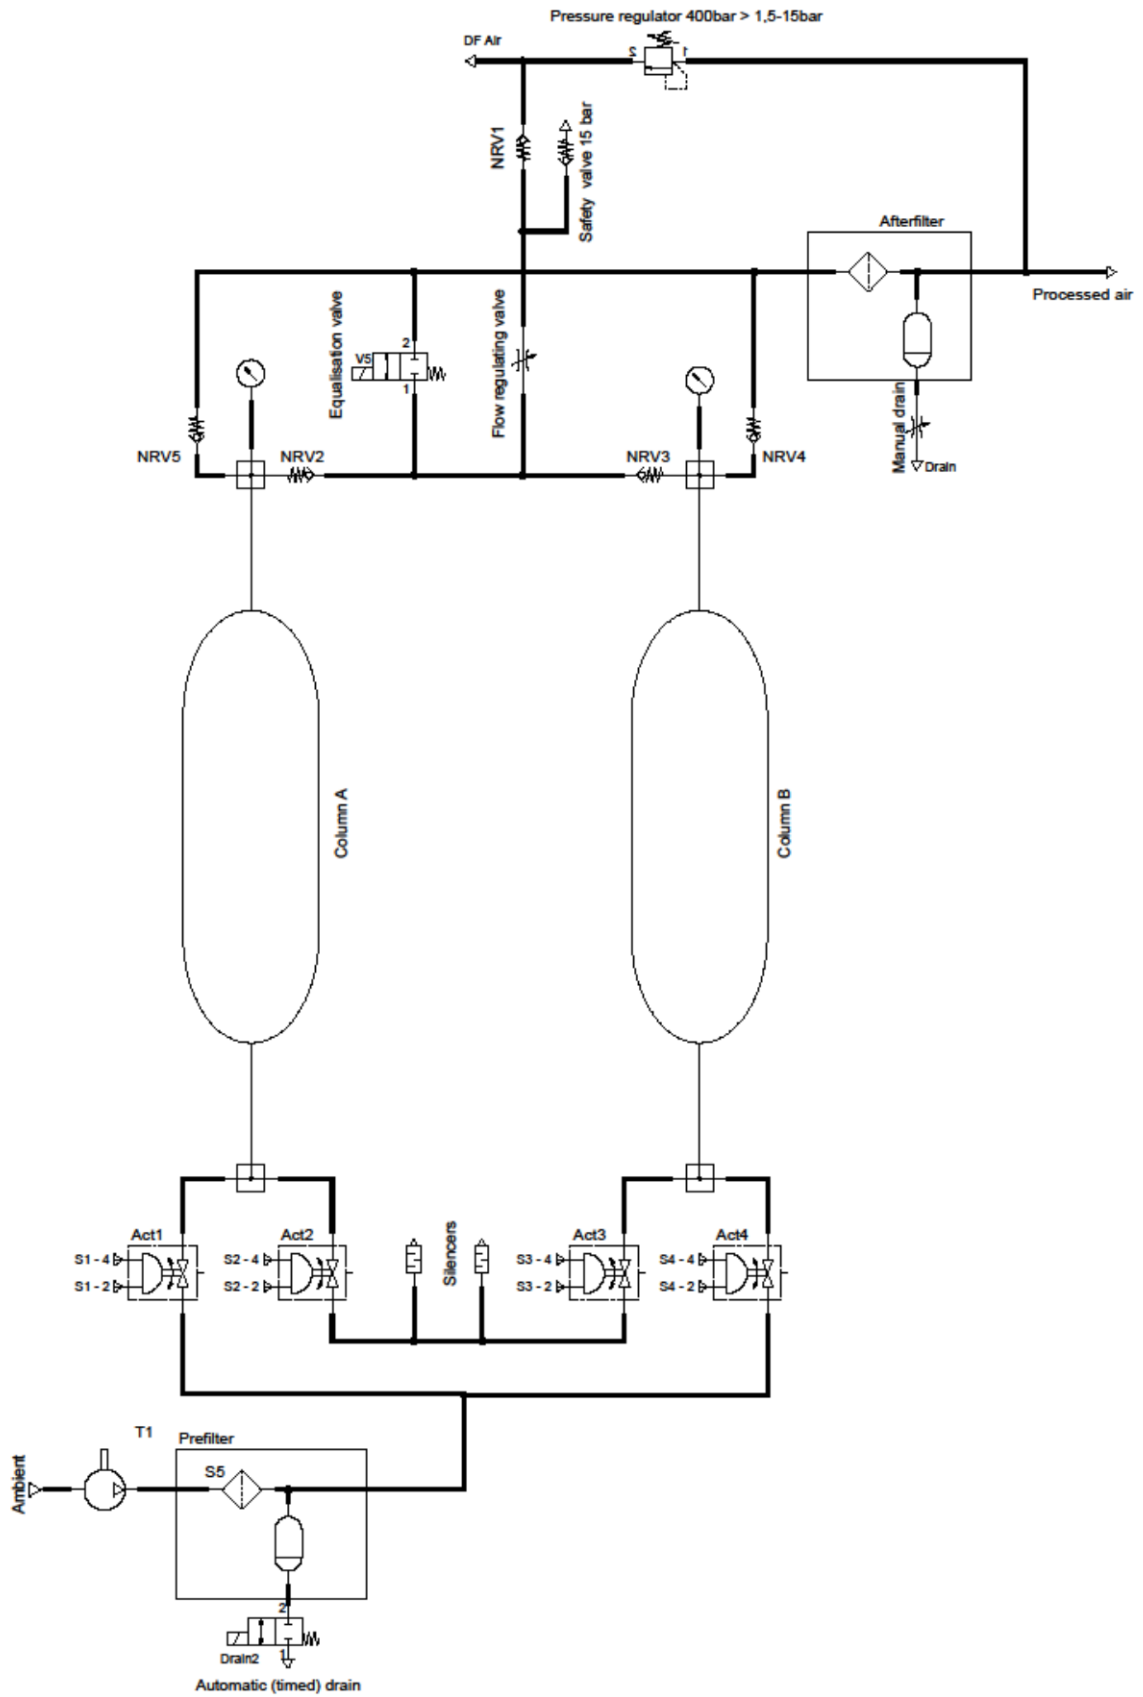 Pressure regulator 400bar > 1,5-15bar
DF Air
2
1
NRV1
Safety valve 15 bar
Afterfilter
Processed air
Equalisation valve
V5
2
1
Flow regulating valve
Manual drain
Drain
NRV5
NRV2
NRV3
NRV4
Column A
Column B
Act1
S1 - 4
S1 - 2
Act2
S2 - 4
S2 - 2
Silencers
Act3
S3 - 4
S3 - 2
Act4
S4 - 4
S4 - 2
Ambient
T1
Prefilter
S5
2
1
Drain2
Automatic (timed) drain